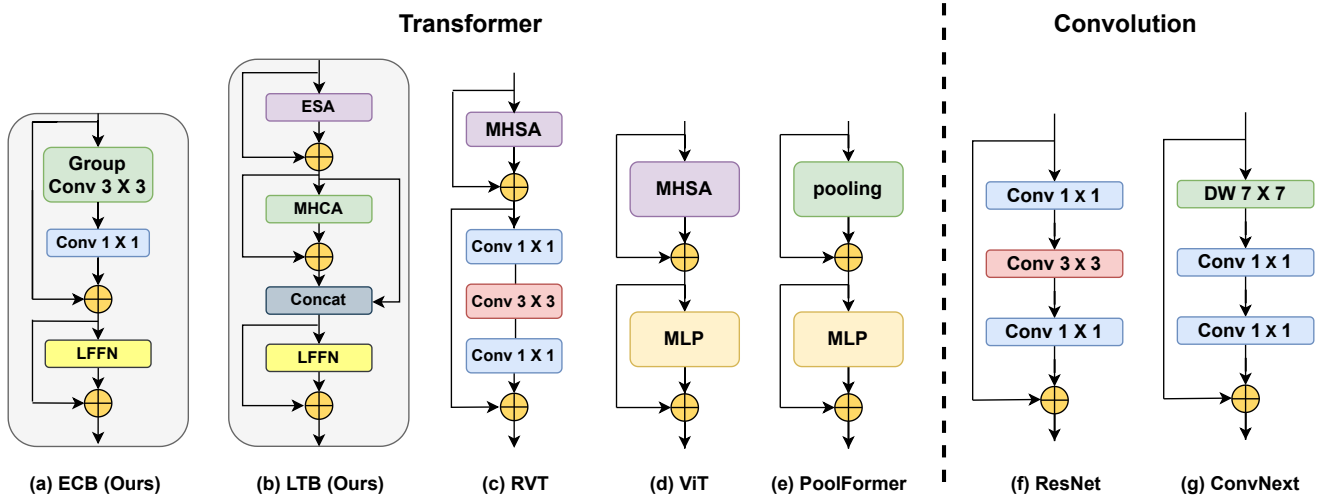 Transformer
Convolution
Group
Conv 3 X 3
Conv 1 X 1
LFFN
(a) ECB (Ours)
ESA
MHCA
Concat
LFFN
(b) LTB (Ours)
MHSA
Conv 1 X 1
Conv 3 X 3
Conv 1 X 1
(c) RVT
MHSA
MLP
(d) ViT
pooling
MLP
(e) PoolFormer
Conv 1 x 1
Conv 3 x 3
Conv 1 X 1
(f) ResNet
DW 7 X 7
Conv 1 X 1
Conv 1 X 1
(g) ConvNext